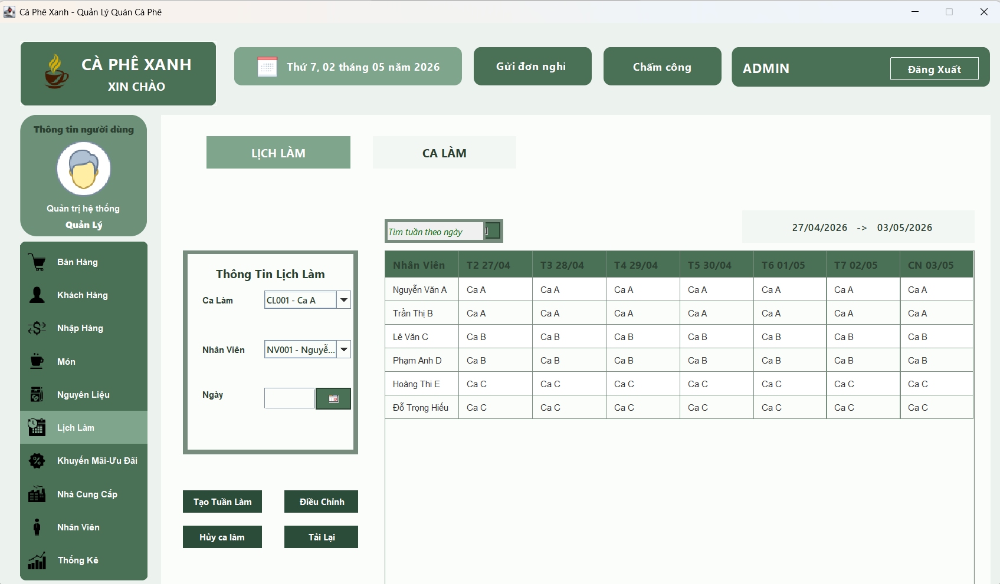 Cà Phê Xanh - Quản Lý Quán Cà Phê
CÀ PHÊ XANH
XIN CHÀO
Thứ 7, 02 tháng 05 năm 2026
Gửi đơn nghỉ
Chấm công
ADMIN
Đăng Xuất
Thông tin người dùng
Quản trị hệ thống
Quản Lý
Bán Hàng
Khách Hàng
Nhập Hàng
Món
Nguyên Liệu
Lịch Làm
Khuyến Mãi-Ưu Đãi
Nhà Cung Cấp
Nhân Viên
Thống Kê
LỊCH LÀM
CA LÀM
Tìm tuần theo ngày
27/04/2026 -> 03/05/2026
Thông Tin Lịch Làm
Ca Làm
CL001 - Ca A
Nhân Viên
NV001 - Nguyễ...
Ngày
Tạo Tuần Làm
Điều Chỉnh
Hủy ca làm
Tải Lại
Nhân Viên T2 27/04 T3 28/04 T4 29/04 T5 30/04 T6 01/05 T7 02/05 CN 03/05
Nguyễn Văn A Ca A Ca A Ca A Ca A Ca A Ca A Ca A
Trần Thị B Ca A Ca A Ca A Ca A Ca A Ca A Ca A
Lê Văn C Ca B Ca B Ca B Ca B Ca B Ca B Ca B
Phạm Anh D Ca B Ca B Ca B Ca B Ca B Ca B Ca B
Hoàng Thi E Ca C Ca C Ca C Ca C Ca C Ca C Ca C
Đỗ Trọng Hiếu Ca C Ca C Ca C Ca C Ca C Ca C Ca C